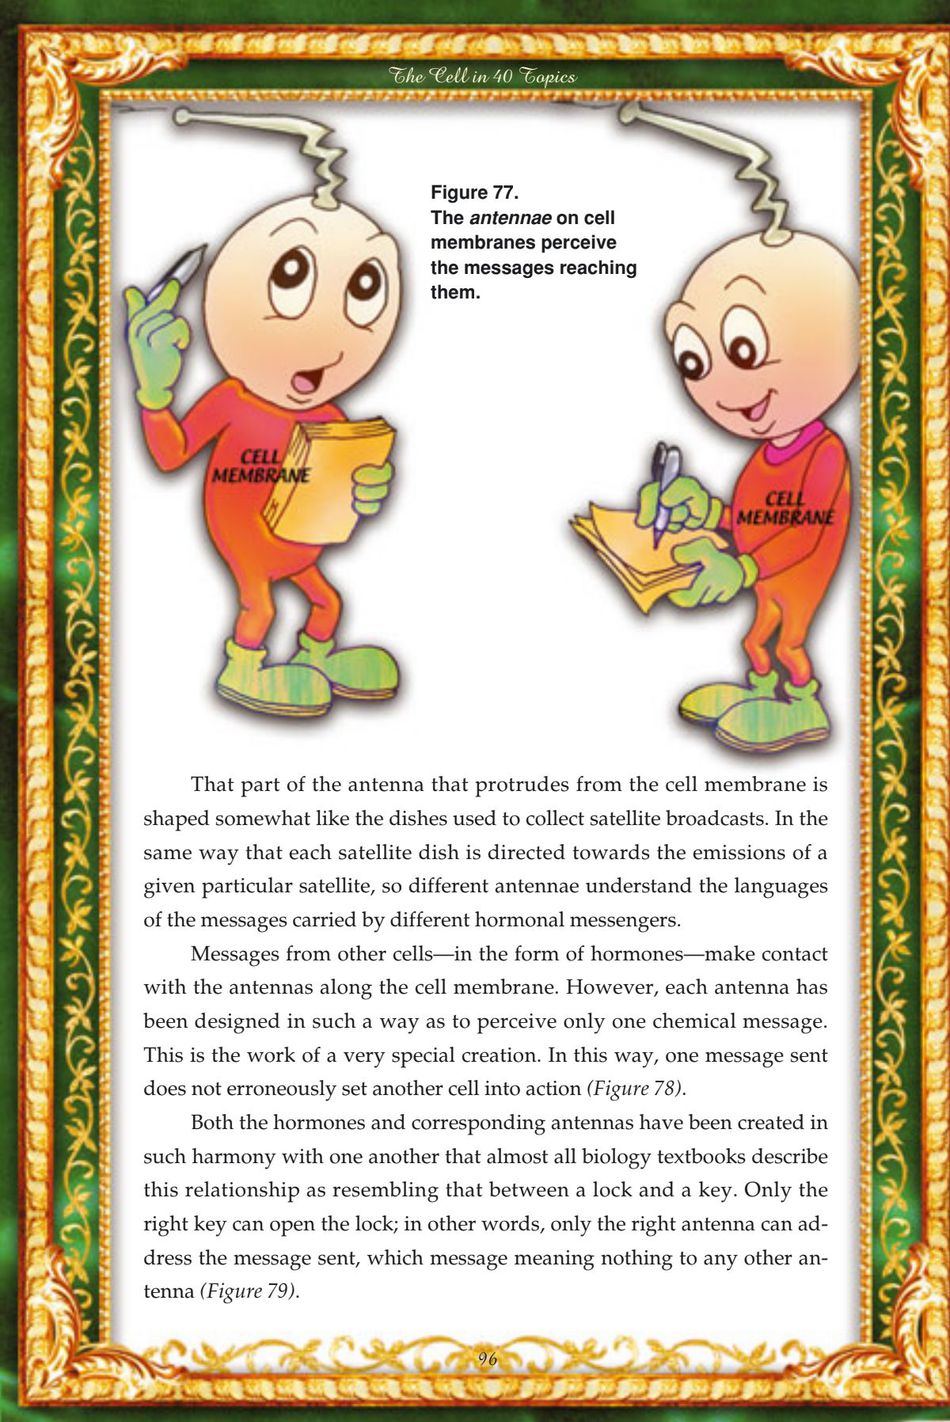 The Cell in 40 Topics
Figure 77.
The antennae on cell
membranes perceive
the messages reaching
them.
CELL
MEMBRANE
CELL
MEMBRANE
That part of the antenna that protrudes from the cell membrane is
shaped somewhat like the dishes used to collect satellite broadcasts. In the
same way that each satellite dish is directed towards the emissions of a
given particular satellite, so different antennae understand the languages
of the messages carried by different hormonal messengers.
Messages from other cells—in the form of hormones—make contact
with the antennas along the cell membrane. However, each antenna has
been designed in such a way as to perceive only one chemical message.
This is the work of a very special creation. In this way, one message sent
does not erroneously set another cell into action (Figure 78).
Both the hormones and corresponding antennas have been created in
such harmony with one another that almost all biology textbooks describe
this relationship as resembling that between a lock and a key. Only the
right key can open the lock; in other words, only the right antenna can ad-
dress the message sent, which message meaning nothing to any other an-
tenna (Figure 79).
96